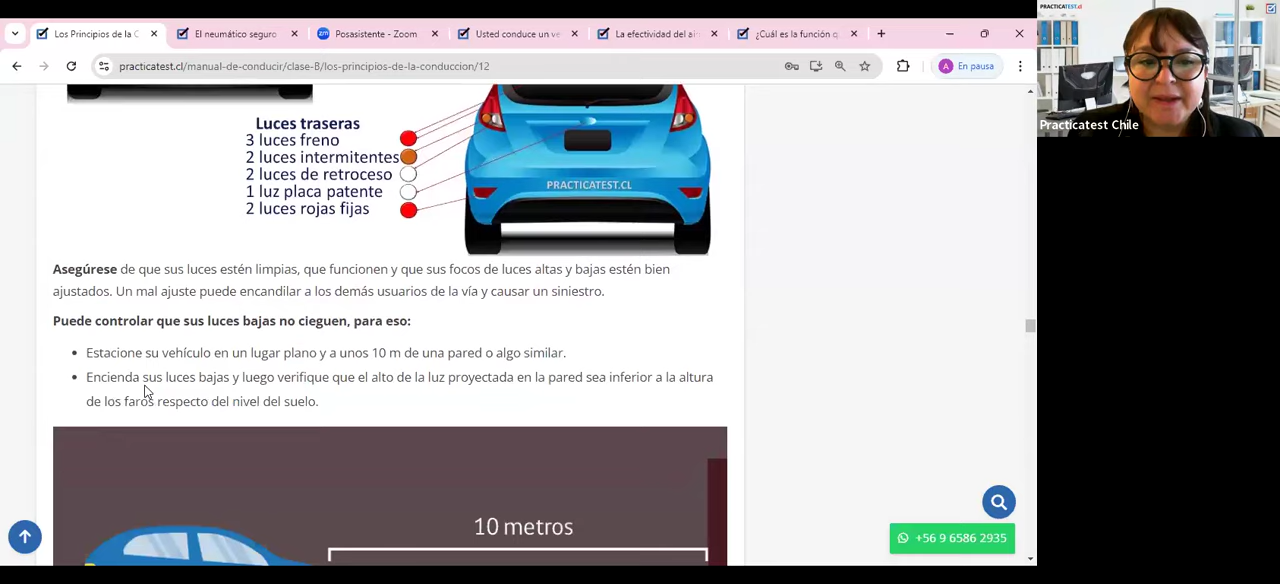 Los Principios de la C
El neumático seguro
Posasistente - Zoom
Usted conduce un ve
La efectividad del ai
¿Cuál es la función q
practicatest.cl/manual-de-conducir/clase-B/los-principios-de-la-conduccion/12
A
En pausa
PRACTICATEST.cl
Practicatest Chile
Luces traseras
3 luces freno
2 luces intermitentes
2 luces de retroceso
1 luz placa patente
2 luces rojas fijas
PRACTICATEST.CL
Asegúrese de que sus luces estén limpias, que funcionen y que sus focos de luces altas y bajas estén bien
ajustados. Un mal ajuste puede encandilar a los demás usuarios de la vía y causar un siniestro.
Puede controlar que sus luces bajas no cieguen, para eso:
Estacione su vehículo en un lugar plano y a unos 10 m de una pared o algo similar.
Encienda sus luces bajas y luego verifique que el alto de la luz proyectada en la pared sea inferior a la altura
de los faros respecto del nivel del suelo.
10 metros
+56 9 6586 2935